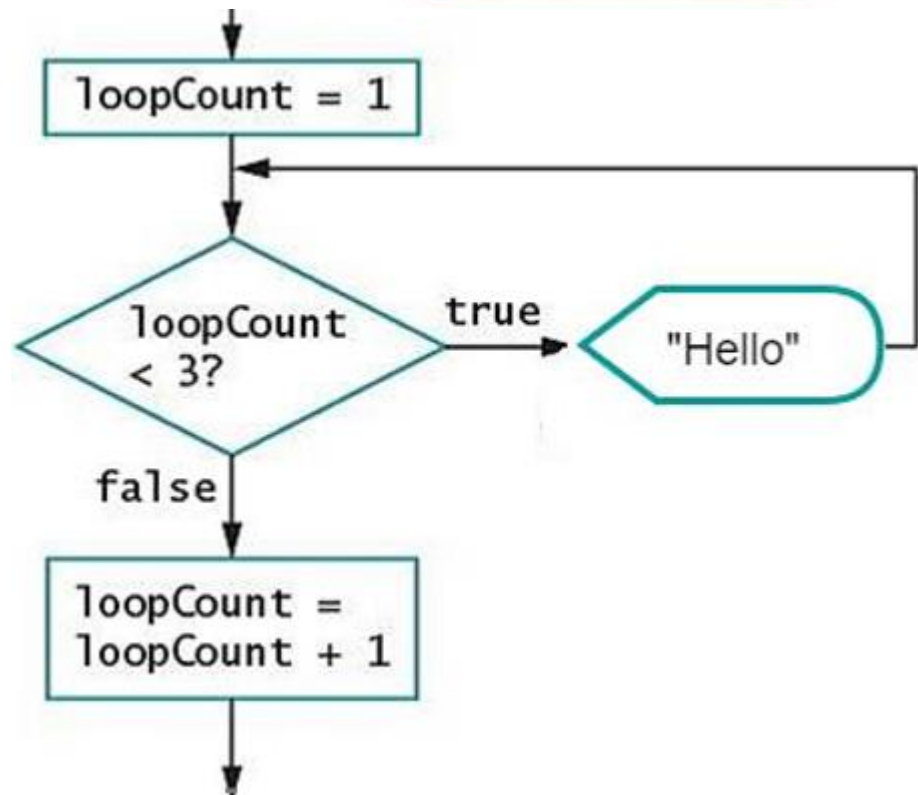 loopCount = 1
loopCount
< 3?
true
"Hello"
false
loopCount =
loopCount + 1